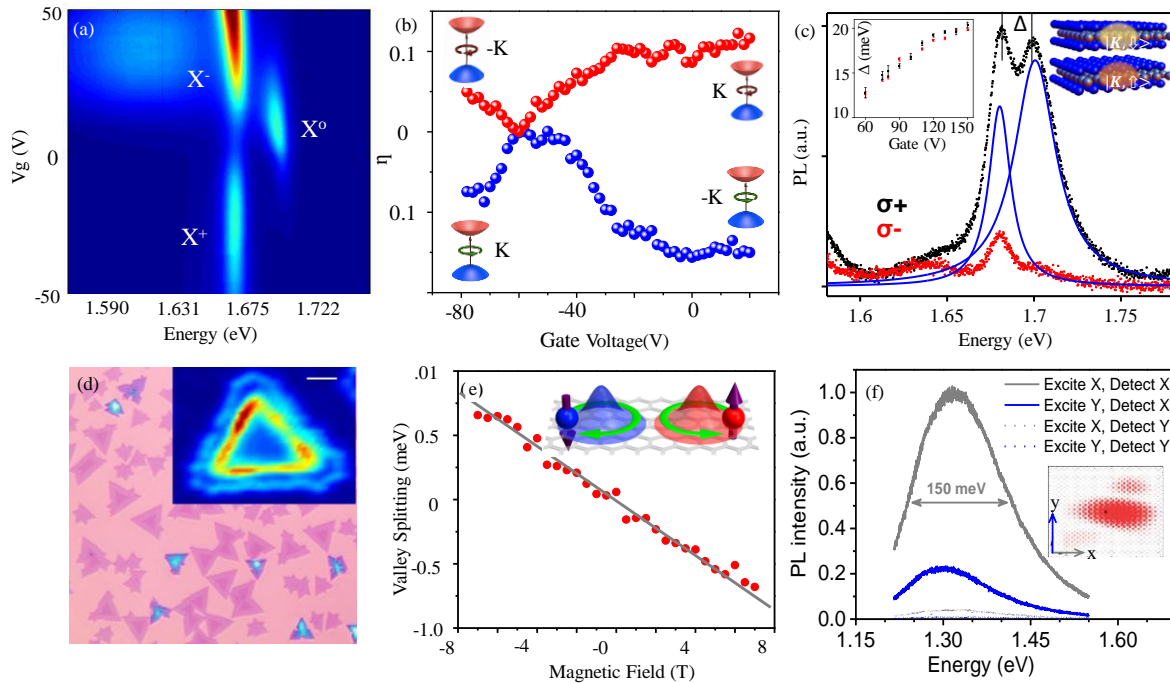 (a)
50
0
-50
Vg (V)
X-
Xo
X+
1.590 1.631 1.675 1.722
Energy (eV)
(b)
0.1
0
0.1
η
-K
K
K
-K
-80 -40 0
Gate Voltage(V)
(c)
Δ
20
15
10
Δ (meV)
60 90 120 150
Gate (V)
|K,⇑>
|K,⇑>
σ+
σ-
PL (a.u.)
1.6 1.65 1.7 1.75
Energy (eV)
(d)
(e)
1.0
0.5
0
-0.5
-1.0
Valley Splitting (meV)
-8 -4 -0 4 8
Magnetic Field (T)
(f)
Excite X, Detect X
Excite Y, Detect X
Excite X, Detect Y
Excite Y, Detect Y
1.0
0.8
0.6
0.4
0.2
0.0
PL intensity (a.u.)
150 meV
y
x
1.15 1.30 1.45 1.60
Energy (eV)